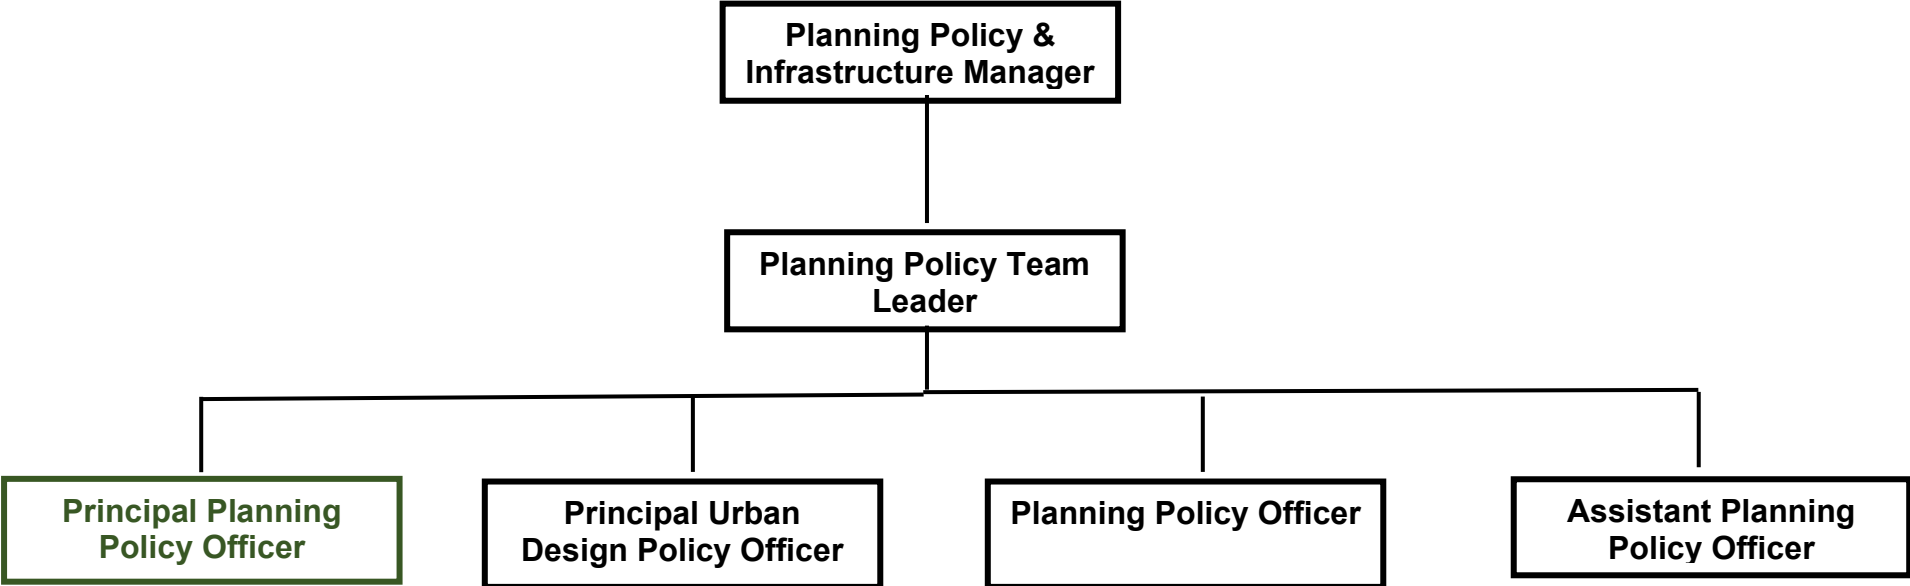 Planning Policy &
Infrastructure Manager
Planning Policy Team
Leader
Principal Planning
Policy Officer
Principal Urban
Design Policy Officer
Planning Policy Officer
Assistant Planning
Policy Officer